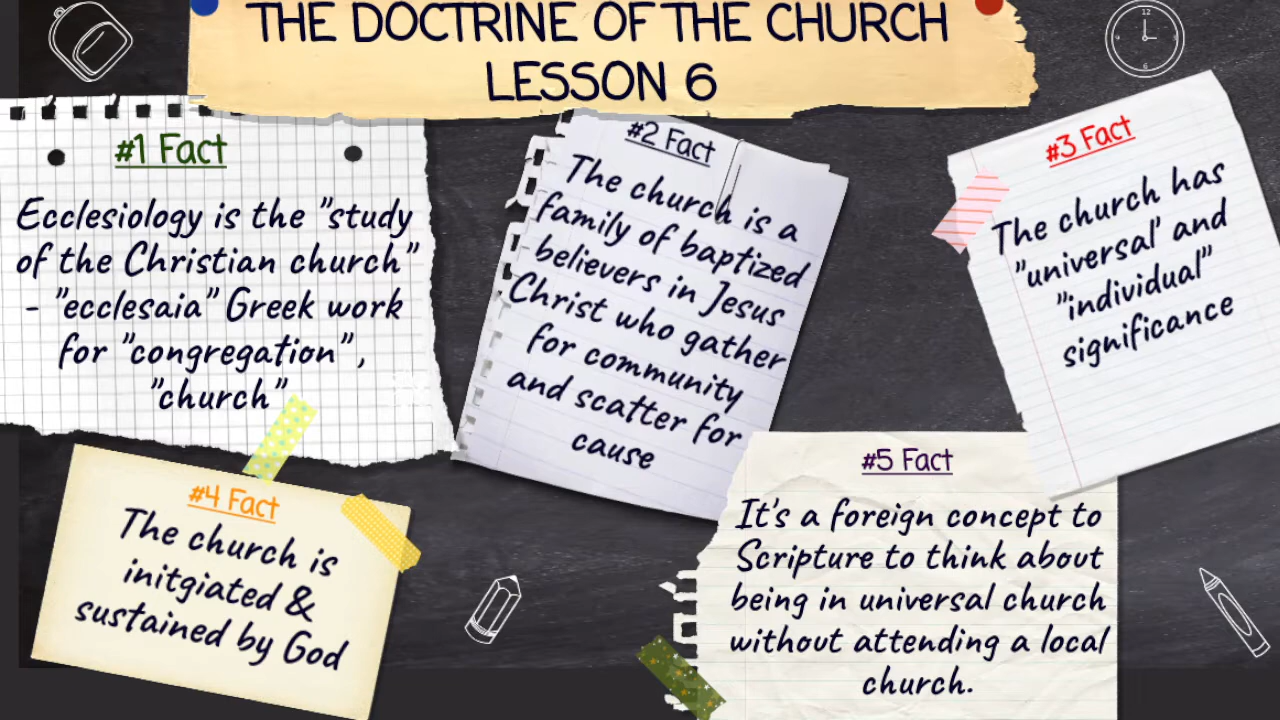 THE DOCTRINE OF THE CHURCH
LESSON 6
#1 Fact
Ecclesiology is the "study
of the Christian church"
- "ecclesaia" Greek work
for "congregation" ,
"church"
#2 Fact
The church is a
family of baptized
believers in Jesus
Christ who gather
for community
and scatter for
cause
#3 Fact
The church has
"universal' and
"individual"
significance
#4 Fact
The church is
initgiated &
sustained by God
#5 Fact
It's a foreign concept to
Scripture to think about
being in universal church
without attending a local
church.
12
6